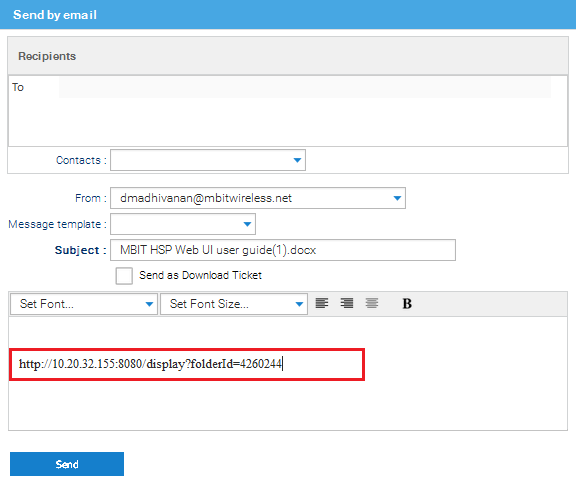 Send by email
Recipients
To
Contacts :
From : dmadhivanan@mbitwireless.net
Message template :
Subject : MBIT HSP Web UI user guide(1).docx
Send as Download Ticket
Set Font... Set Font Size... B
http://10.20.32.155:8080/display?folderId=4260244
Send